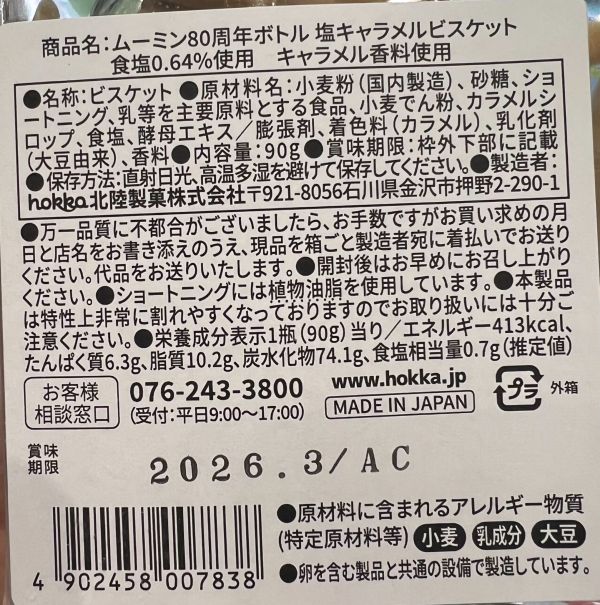 商品名：ムーミン80周年ボトル 塩キャラメルビスケット
食塩0.64%使用　キャラメル香料使用
●名称：ビスケット ●原材料名：小麦粉（国内製造）、砂糖、ショ
ートニング、乳等を主要原料とする食品、小麦でん粉、カラメルシ
ロップ、食塩、酵母エキス／膨張剤、着色料（カラメル）、乳化剤
（大豆由来）、香料 ●内容量：90g ●賞味期限：枠外下部に記載
●保存方法：直射日光、高温多湿を避けて保存してください。●製造者：
hokka北陸製菓株式会社〒921-8056石川県金沢市押野2-290-1
●万一品質に不都合がございましたら、お手数ですがお買い求めの月
日と店名をお書き添えのうえ、現品を箱ごと製造者宛に着払いでお送り
ください。代品をお送りいたします。●開封後はお早めにお召し上がり
ください。●ショートニングには植物油脂を使用しています。●本製品
は特性上非常に割れやすくなっておりますのでお取り扱いには十分ご
注意ください。●栄養成分表示1瓶（90g）当り／エネルギー413kcal、
たんぱく質6.3g、脂質10.2g、炭水化物74.1g、食塩相当量0.7g（推定値）
お客様
相談窓口
076-243-3800
（受付：平日9:00〜17:00）
www.hokka.jp
MADE IN JAPAN
プラ
外箱
賞味
期限
2026.3/AC
●原材料に含まれるアレルギー物質
（特定原材料等） 小麦 乳成分 大豆
●卵を含む製品と共通の設備で製造しています。
4 902458 007838